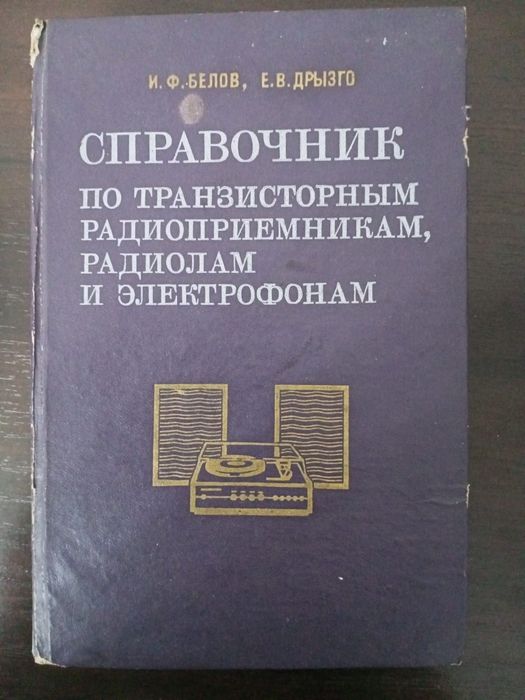 И. Ф. БЕЛОВ, Е. В. ДРЫЗГО
СПРАВОЧНИК
ПО ТРАНЗИСТОРНЫМ
РАДИОПРИЕМНИКАМ,
РАДИОЛАМ
И ЭЛЕКТРОФОНАМ